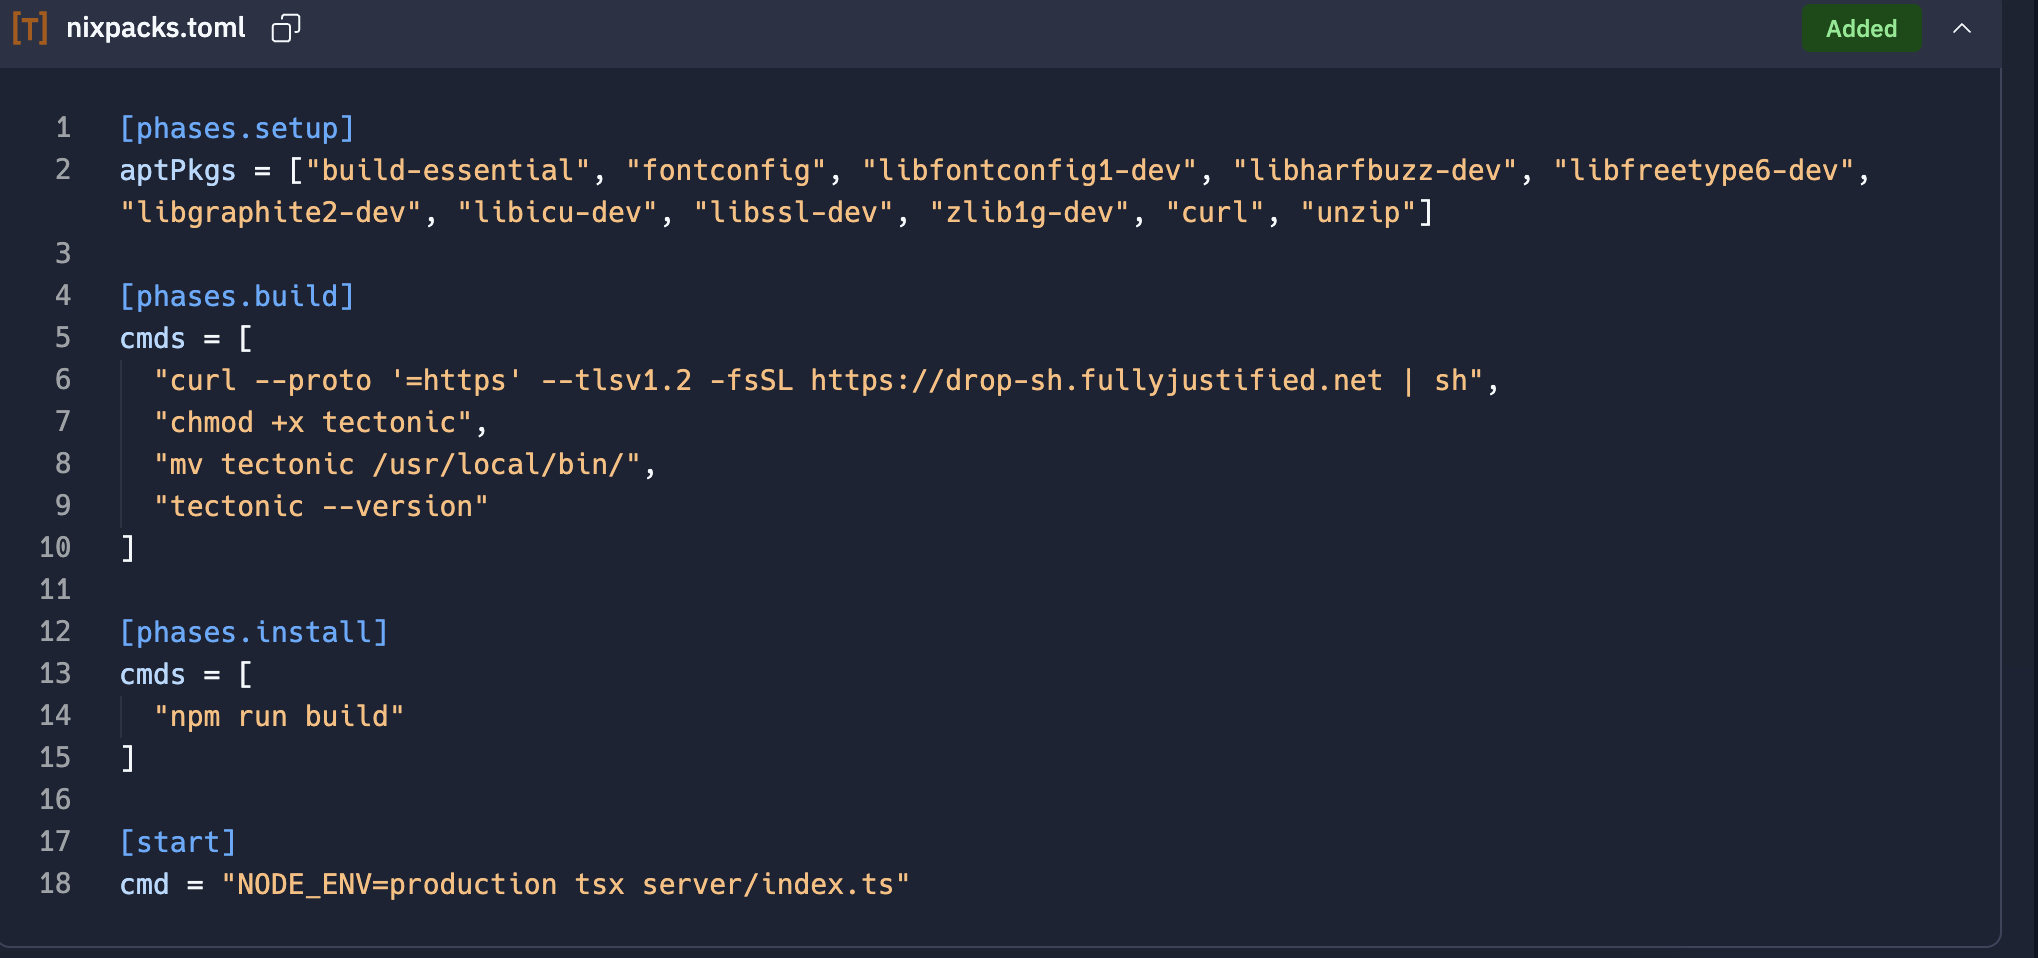 [T] nixpacks.toml Added
1 [phases.setup]
2 aptPkgs = ["build-essential", "fontconfig", "libfontconfig1-dev", "libharfbuzz-dev", "libfreetype6-dev",
"libgraphite2-dev", "libicu-dev", "libssl-dev", "zlib1g-dev", "curl", "unzip"]
3
4 [phases.build]
5 cmds = [
6   "curl --proto '=https' --tlsv1.2 -fsSL https://drop-sh.fullyjustified.net | sh",
7   "chmod +x tectonic",
8   "mv tectonic /usr/local/bin/",
9   "tectonic --version"
10 ]
11
12 [phases.install]
13 cmds = [
14   "npm run build"
15 ]
16
17 [start]
18 cmd = "NODE_ENV=production tsx server/index.ts"